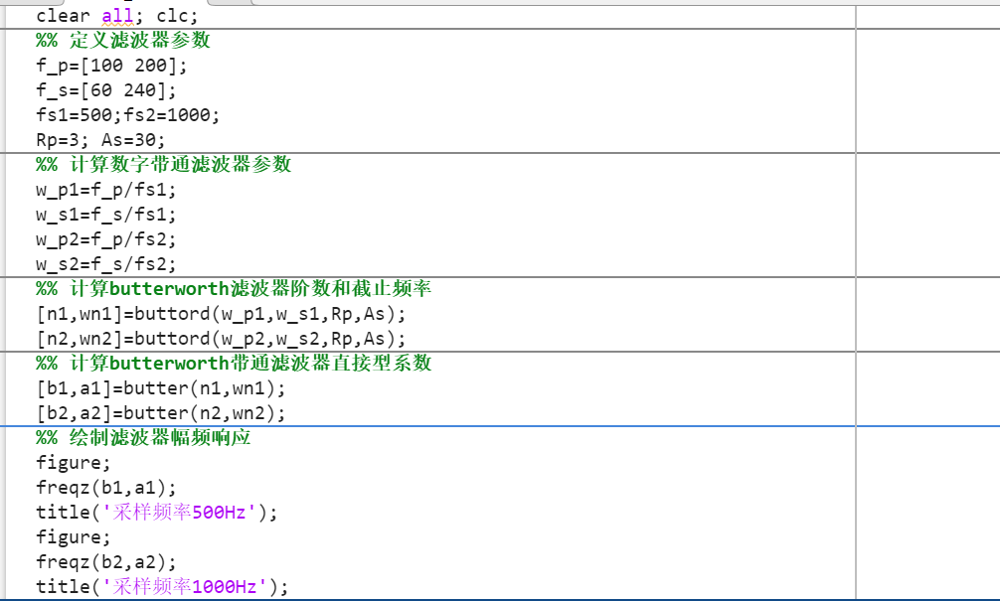 clear all; clc;
%% 定义滤波器参数
f_p=[100 200];
f_s=[60 240];
fs1=500;fs2=1000;
Rp=3; As=30;
%% 计算数字带通滤波器参数
w_p1=f_p/fs1;
w_s1=f_s/fs1;
w_p2=f_p/fs2;
w_s2=f_s/fs2;
%% 计算butterworth滤波器阶数和截止频率
[n1,wn1]=buttord(w_p1,w_s1,Rp,As);
[n2,wn2]=buttord(w_p2,w_s2,Rp,As);
%% 计算butterworth带通滤波器直接型系数
[b1,a1]=butter(n1,wn1);
[b2,a2]=butter(n2,wn2);
%% 绘制滤波器幅频响应
figure;
freqz(b1,a1);
title('采样频率500Hz');
figure;
freqz(b2,a2);
title('采样频率1000Hz');